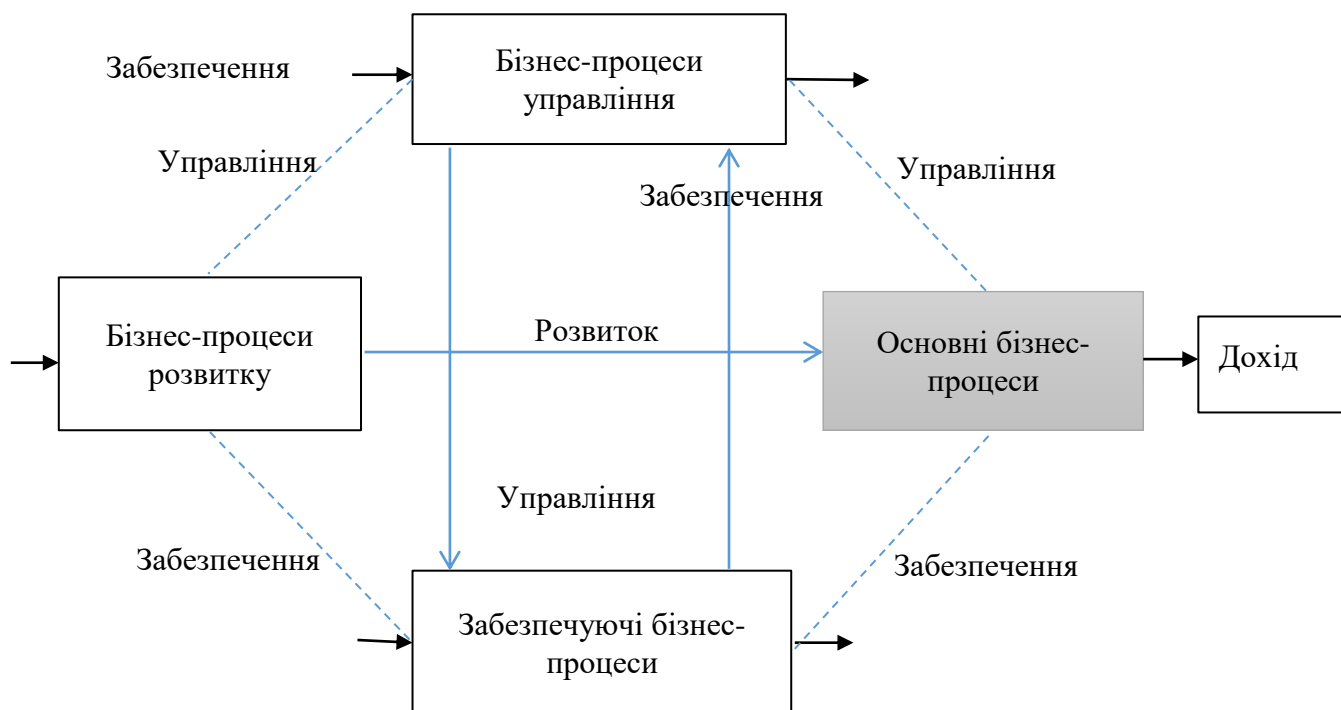 Бізнес-процеси
управління
Забезпечення
Управління
Забезпечення
Управління
Бізнес-процеси
розвитку
Розвиток
Основні бізнес-
процеси
Дохід
Управління
Забезпечення
Забезпечення
Забезпечуючі бізнес-
процеси